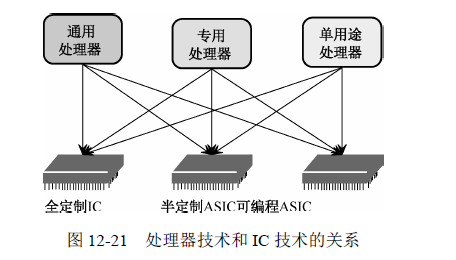 通用
处理器
专用
处理器
单用途
处理器
全定制IC
半定制ASIC可编程ASIC
图 12-21 处理器技术和 IC 技术的关系